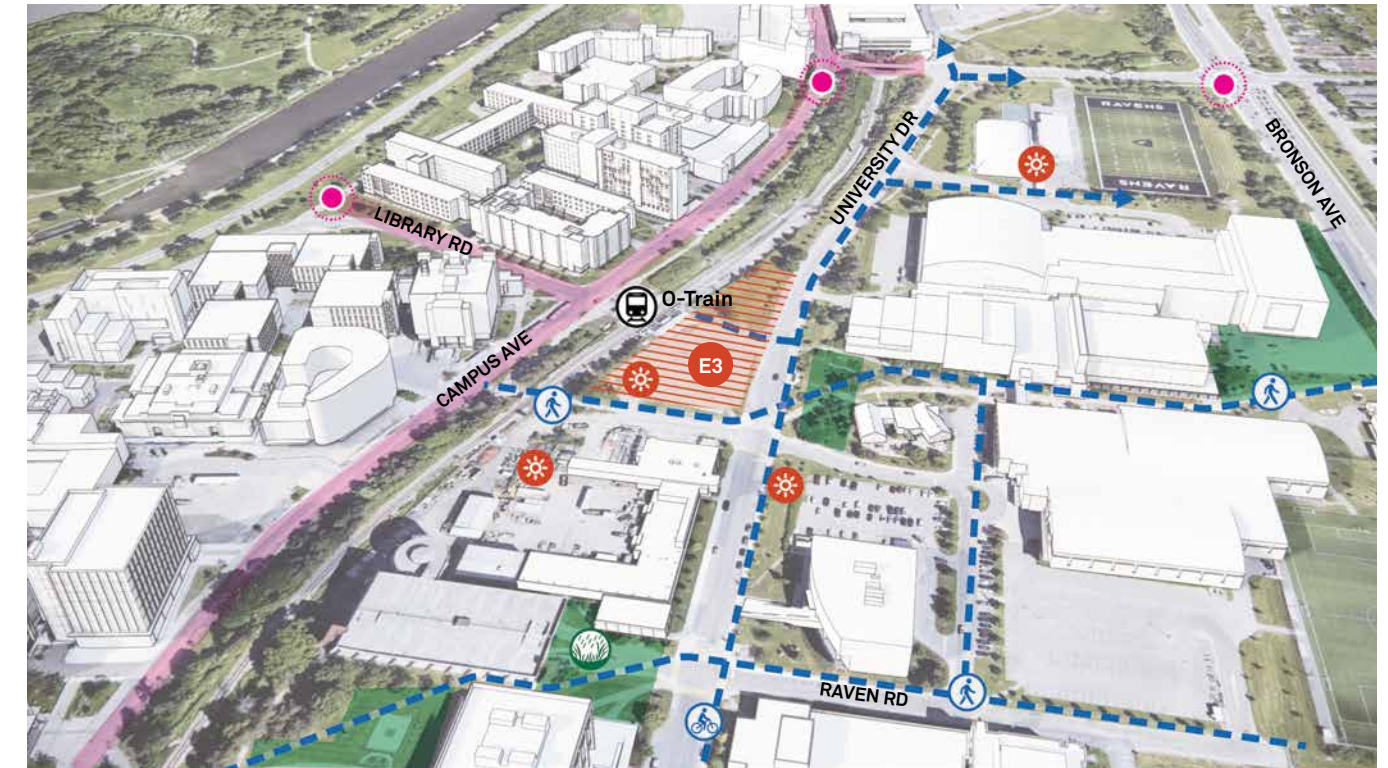 RAVENS
BRONSON AVE
UNIVERSITY DR
RAVENS
LIBRARY RD
O-Train
CAMPUS AVE
E3
RAVEN RD